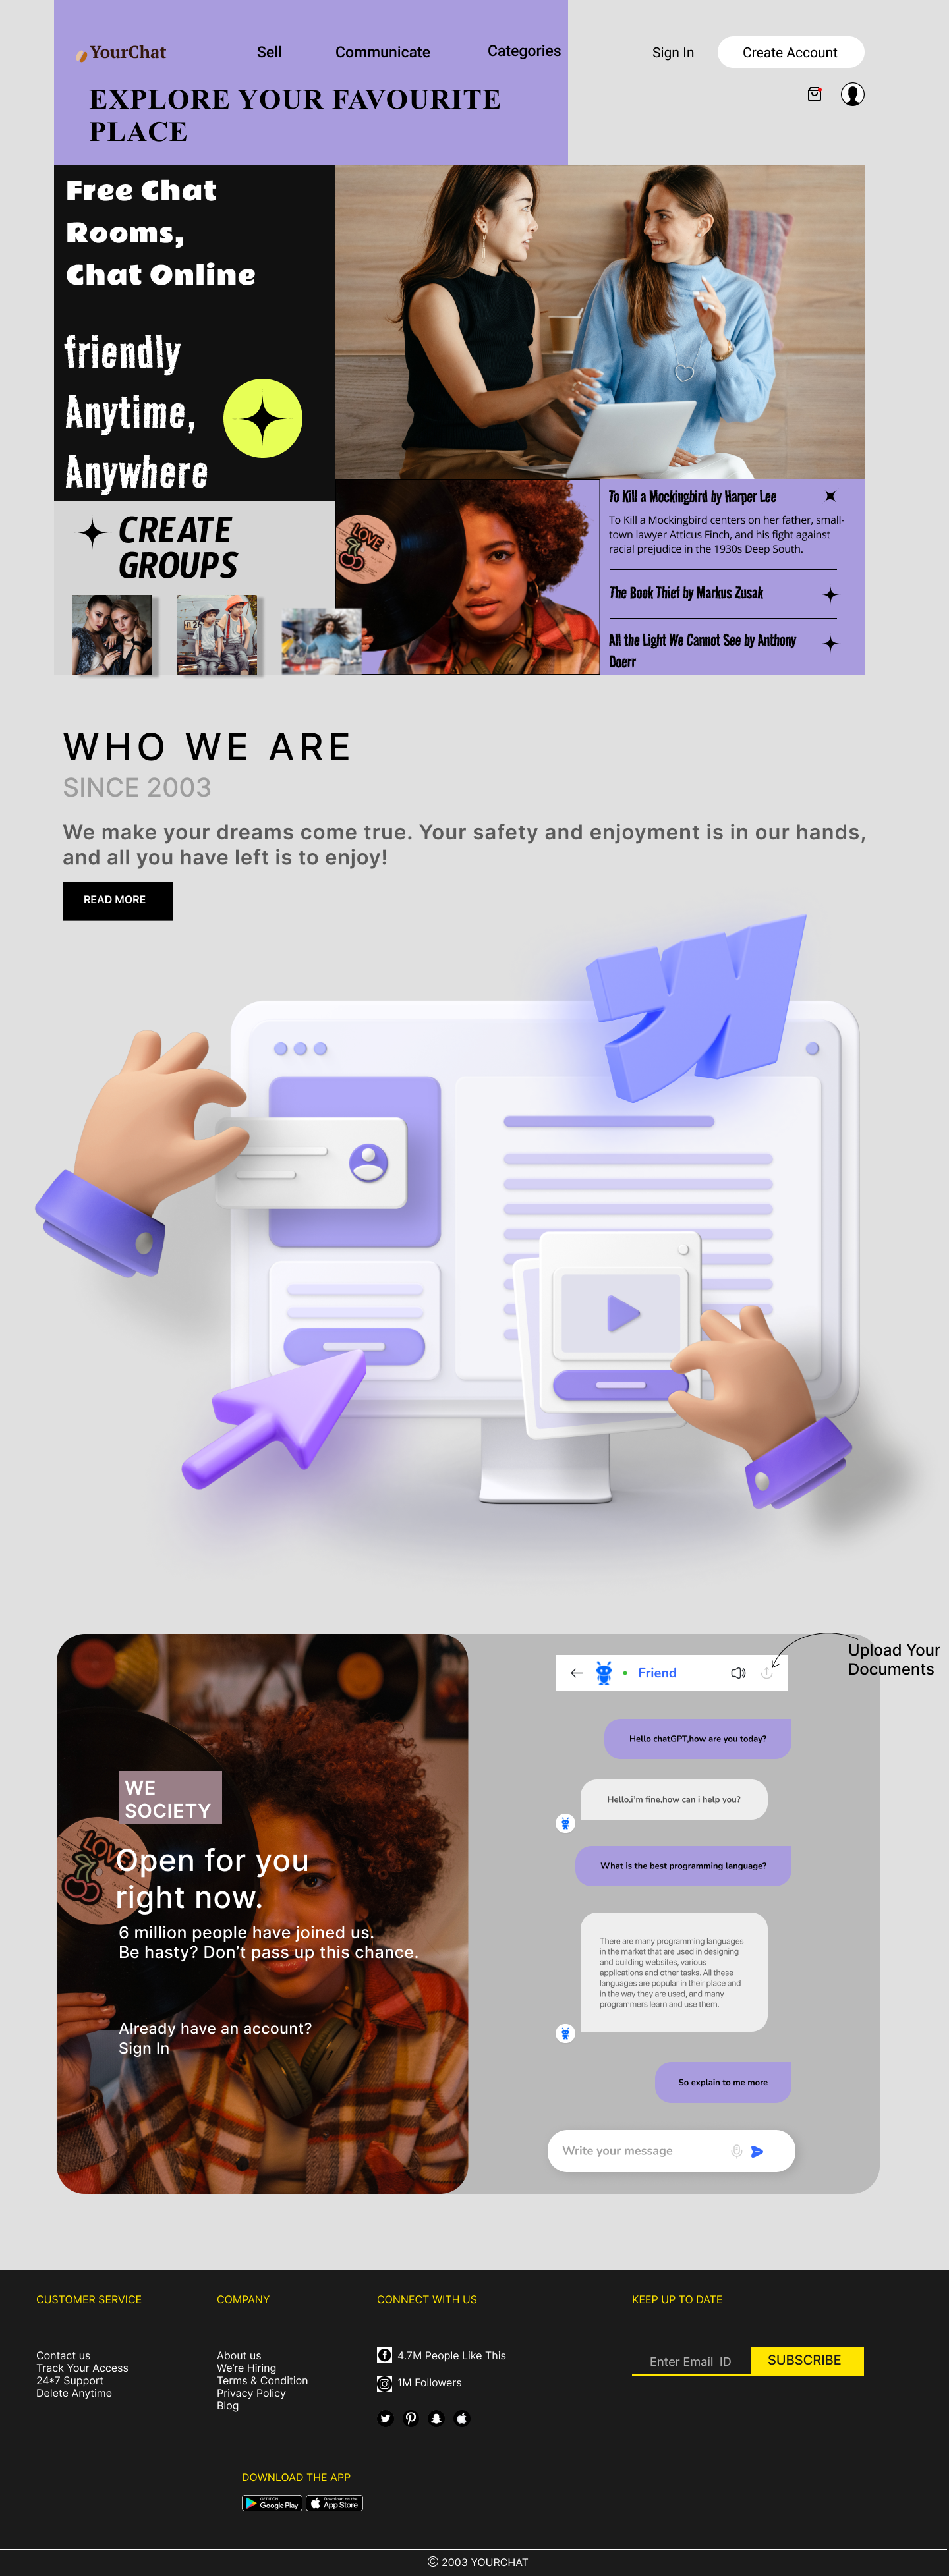 YourChat
Sell
Communicate
Categories
Sign In
Create Account
EXPLORE YOUR FAVOURITE
PLACE
Free Chat
Rooms,
Chat Online
friendly
Anytime,
Anywhere
CREATE
GROUPS
LOVE
To Kill a Mockingbird by Harper Lee
To Kill a Mockingbird centers on her father, small-
town lawyer Atticus Finch, and his fight against
racial prejudice in the 1930s Deep South.
The Book Thief by Markus Zusak
All the Light We Cannot See by Anthony
Doerr
WHO WE ARE
SINCE 2003
We make your dreams come true. Your safety and enjoyment is in our hands,
and all you have left is to enjoy!
READ MORE
Upload Your
Documents
Friend
Hello chatGPT,how are you today?
Hello,i'm fine,how can i help you?
What is the best programming language?
There are many programming languages
in the market that are used in designing
and building websites, various
applications and other tasks. All these
languages are popular in their place and
in the way they are used, and many
programmers learn and use them.
So explain to me more
Write your message
WE
SOCIETY
LOVE
Open for you
right now.
6 million people have joined us.
Be hasty? Don't pass up this chance.
Already have an account?
Sign In
CUSTOMER SERVICE
Contact us
Track Your Access
24*7 Support
Delete Anytime
COMPANY
About us
We're Hiring
Terms & Condition
Privacy Policy
Blog
CONNECT WITH US
4.7M People Like This
1M Followers
KEEP UP TO DATE
Enter Email ID
SUBSCRIBE
DOWNLOAD THE APP
GET IT ON
Google Play
Download on the
App Store
© 2003 YOURCHAT